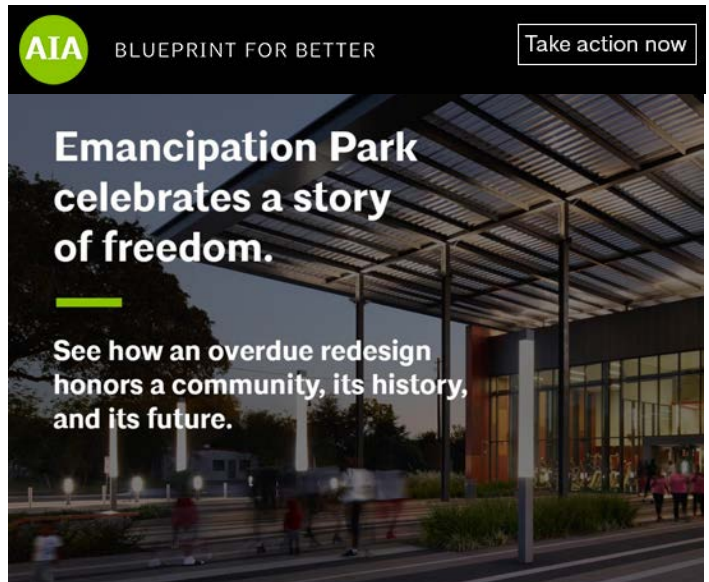 AIA
BLUEPRINT FOR BETTER
Take action now
Emancipation Park
celebrates a story
of freedom.
See how an overdue redesign
honors a community, its history,
and its future.